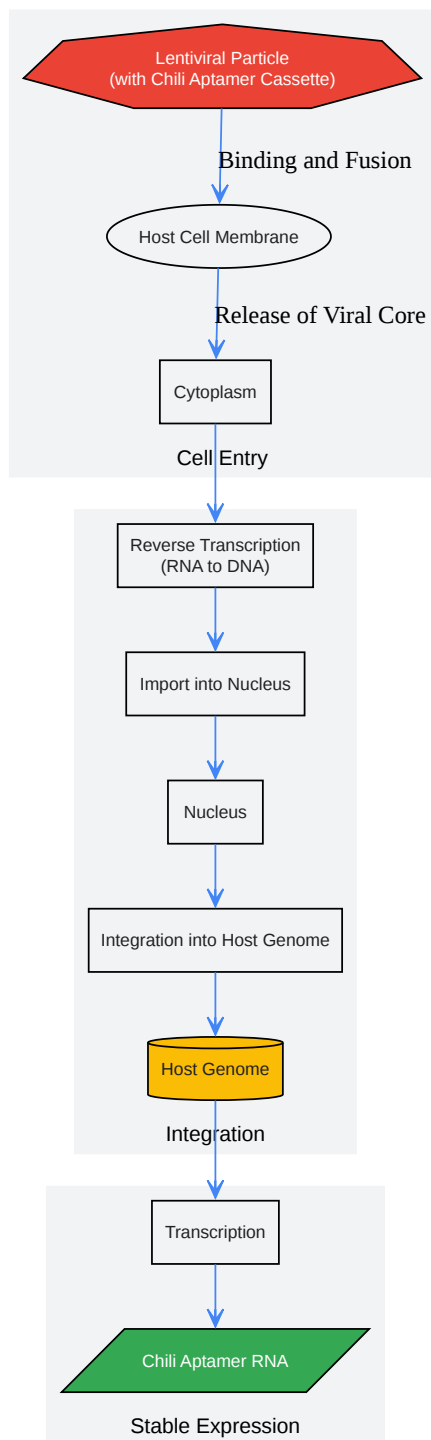 Lentiviral Particle
(with Chili Aptamer Cassette)
Binding and Fusion
Host Cell Membrane
Release of Viral Core
Cytoplasm
Cell Entry
Reverse Transcription
(RNA to DNA)
Import into Nucleus
Nucleus
Integration into Host Genome
Host Genome
Integration
Transcription
Chili Aptamer RNA
Stable Expression